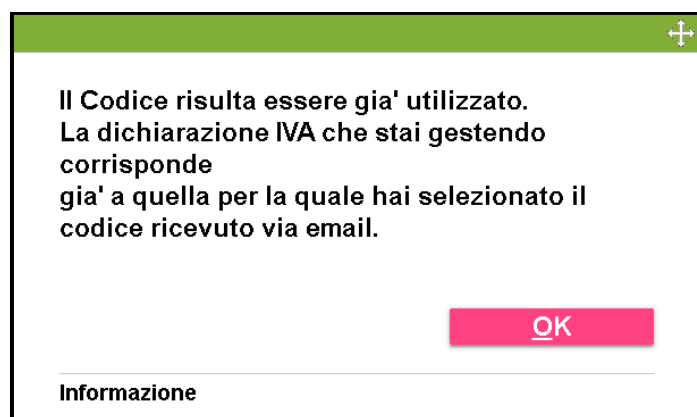 Il Codice risulta essere gia' utilizzato.
La dichiarazione IVA che stai gestendo
corrisponde
gia' a quella per la quale hai selezionato il
codice ricevuto via email.
OK
Informazione